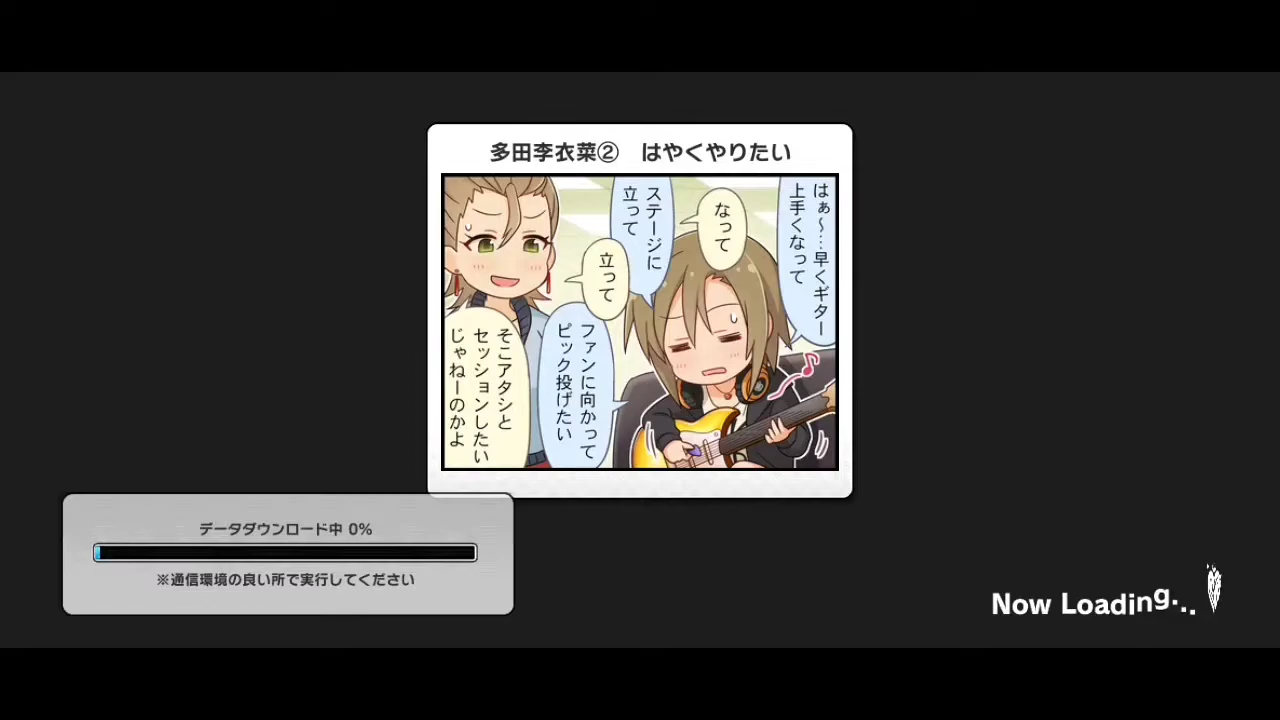 多田李衣菜② はやくやりたい
はぁ～…早くギター
上手くなって
なって
ステージに
立って
立って
ファンに向かって
ピック投げたい
そこアタシと
セッションしたい
じゃねーのかよ
データダウンロード中 0%
※通信環境の良い所で実行してください
Now Loading...